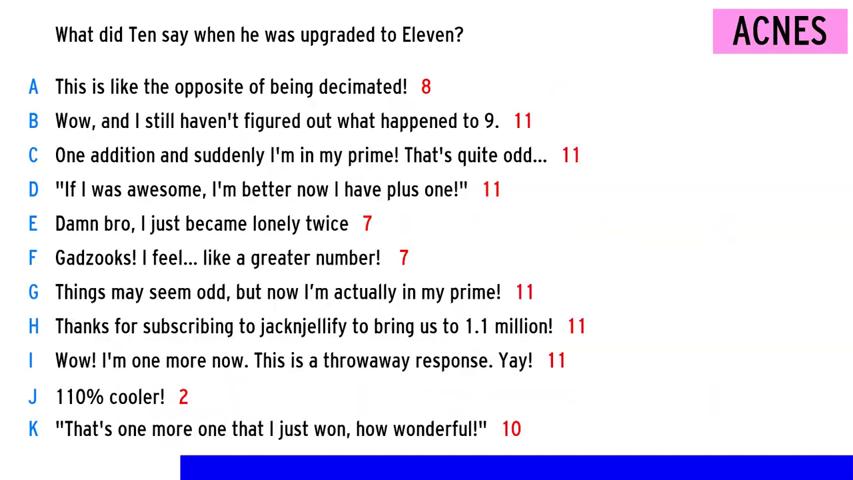 What did Ten say when he was upgraded to Eleven?
ACNES
A This is like the opposite of being decimated! 8
B Wow, and I still haven't figured out what happened to 9. 11
C One addition and suddenly I'm in my prime! That's quite odd... 11
D "If I was awesome, I'm better now I have plus one!" 11
E Damn bro, I just became lonely twice 7
F Gadzooks! I feel... like a greater number! 7
G Things may seem odd, but now I’m actually in my prime! 11
H Thanks for subscribing to jacknjellify to bring us to 1.1 million! 11
I Wow! I'm one more now. This is a throwaway response. Yay! 11
J 110% cooler! 2
K "That's one more one that I just won, how wonderful!" 10